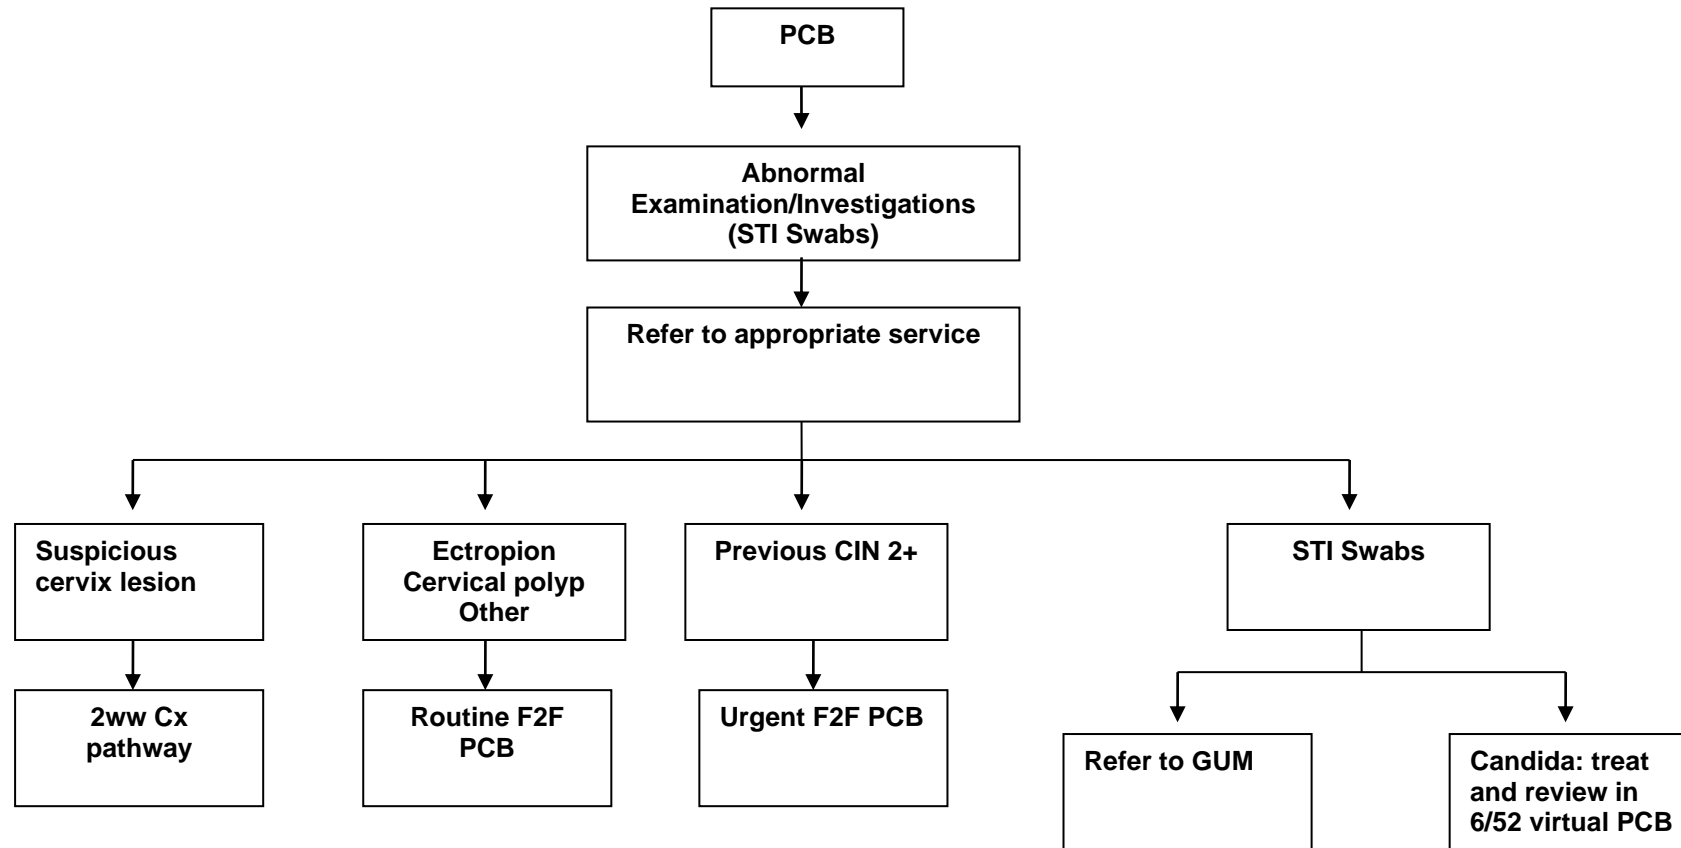 PCB
Abnormal
Examination/Investigations
(STI Swabs)
Refer to appropriate service
Suspicious
cervix lesion
Ectropion
Cervical polyp
Other
Previous CIN 2+
STI Swabs
2ww Cx
pathway
Routine F2F
PCB
Urgent F2F PCB
Refer to GUM
Candida: treat
and review in
6/52 virtual PCB